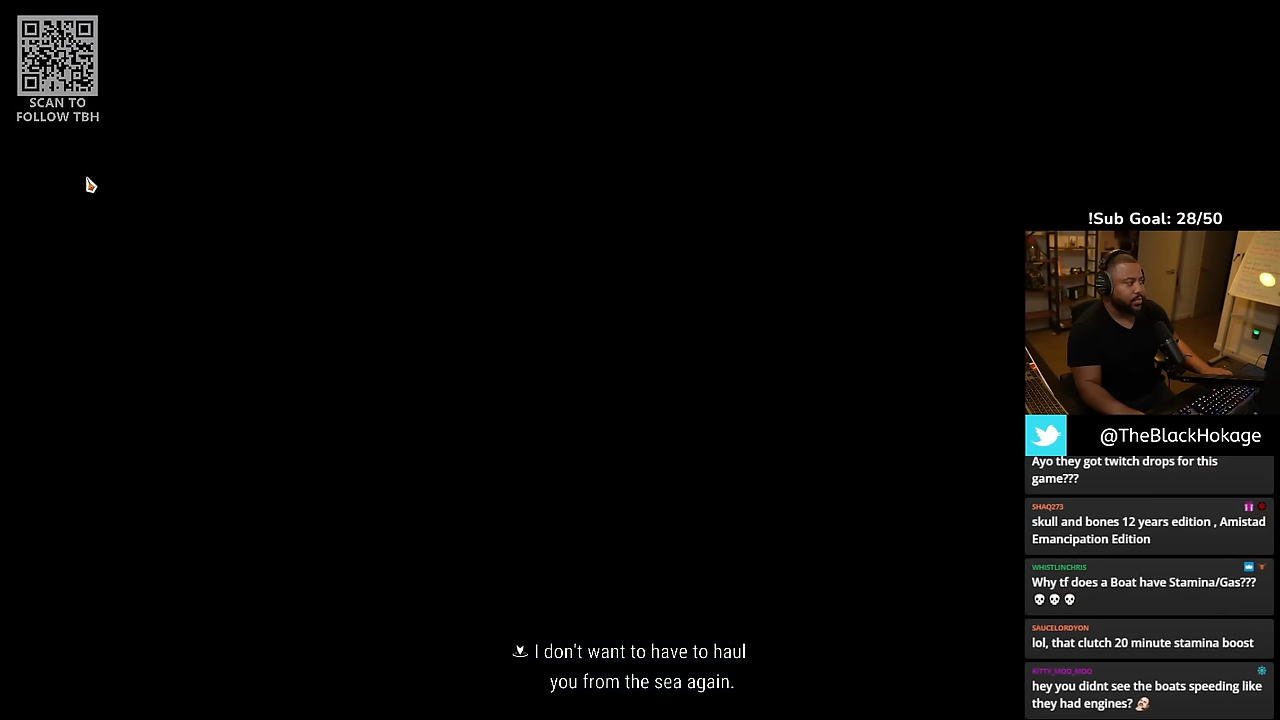 SCAN TO
FOLLOW TBH
!Sub Goal: 28/50
@TheBlackHokage
Ayo they got twitch drops for this
game???
SHAQ273
skull and bones 12 years edition , Amistad
Emancipation Edition
WHISTLINCHRIS
Why tf does a Boat have Stamina/Gas???
SAUCELORDYON
lol, that clutch 20 minute stamina boost
KITTY_MOO_MOO
hey you didnt see the boats speeding like
they had engines?
I don't want to have to haul
you from the sea again.